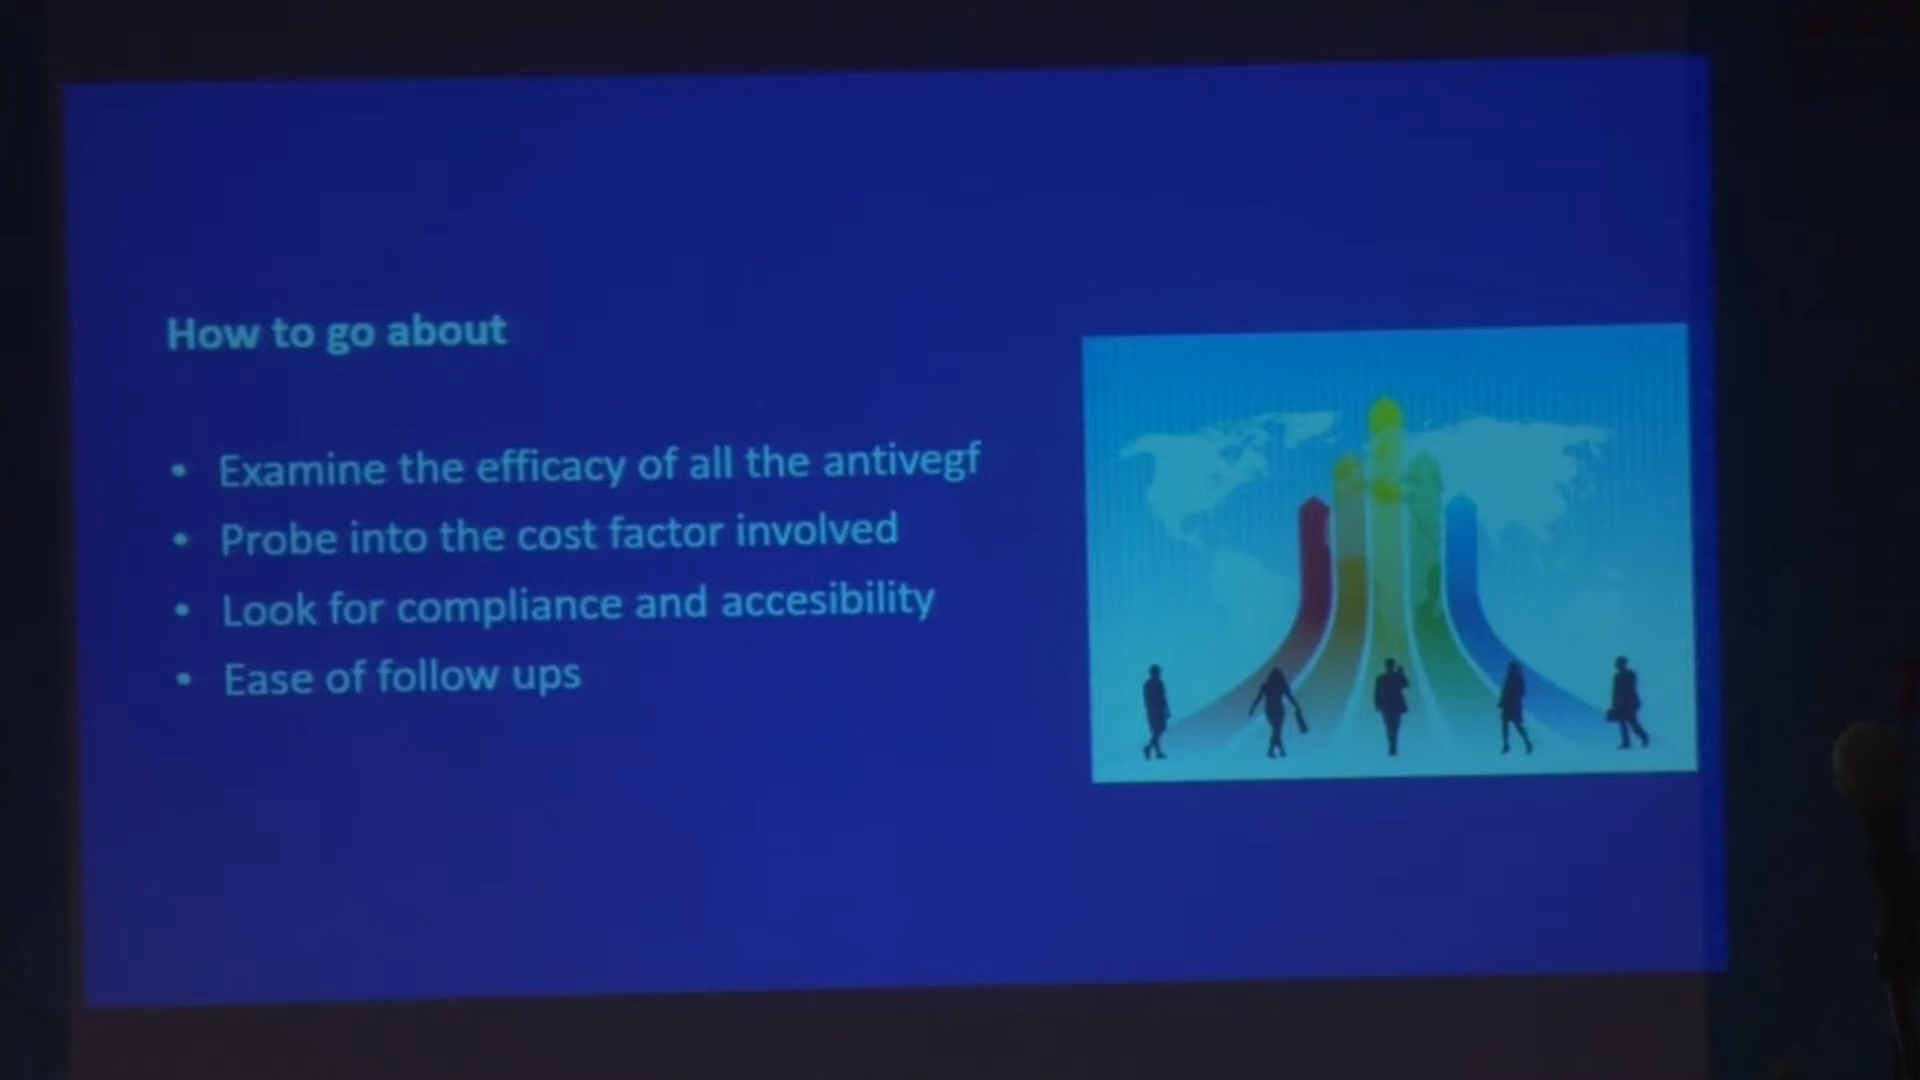 How to go about
• Examine the efficacy of all the antivegf
• Probe into the cost factor involved
• Look for compliance and accesibility
• Ease of follow ups